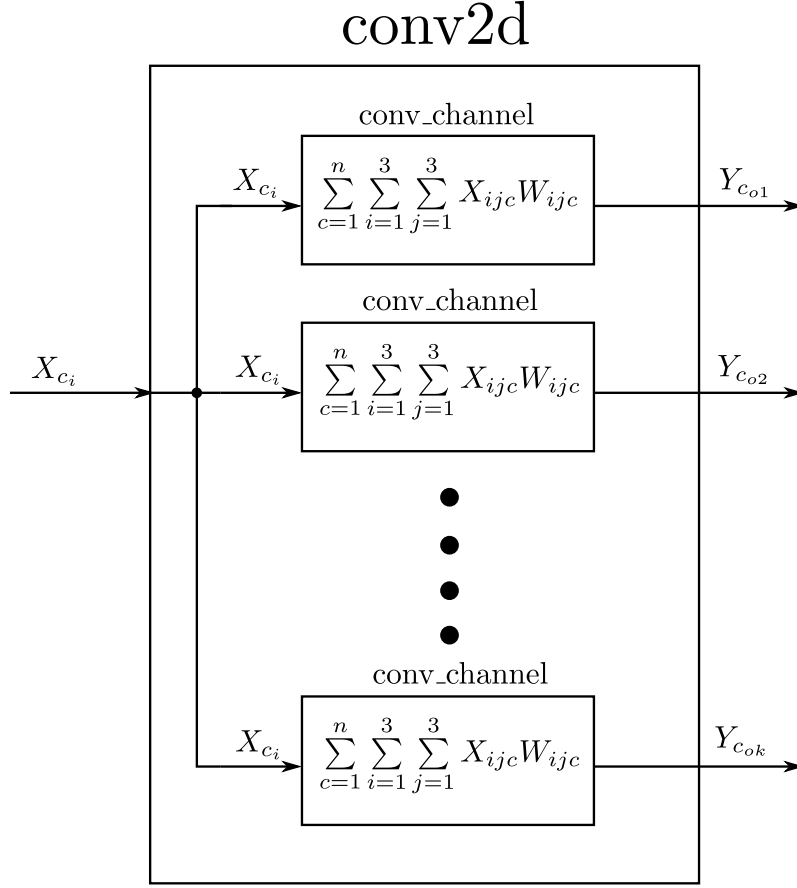 conv2d
conv_channel
X_{c_i}
\sum_{c=1}^{n} \sum_{i=1}^{3} \sum_{j=1}^{3} X_{ijc} W_{ijc}
Y_{c_{o1}}
conv_channel
X_{c_i}
X_{c_i}
\sum_{c=1}^{n} \sum_{i=1}^{3} \sum_{j=1}^{3} X_{ijc} W_{ijc}
Y_{c_{o2}}
conv_channel
X_{c_i}
\sum_{c=1}^{n} \sum_{i=1}^{3} \sum_{j=1}^{3} X_{ijc} W_{ijc}
Y_{c_{ok}}